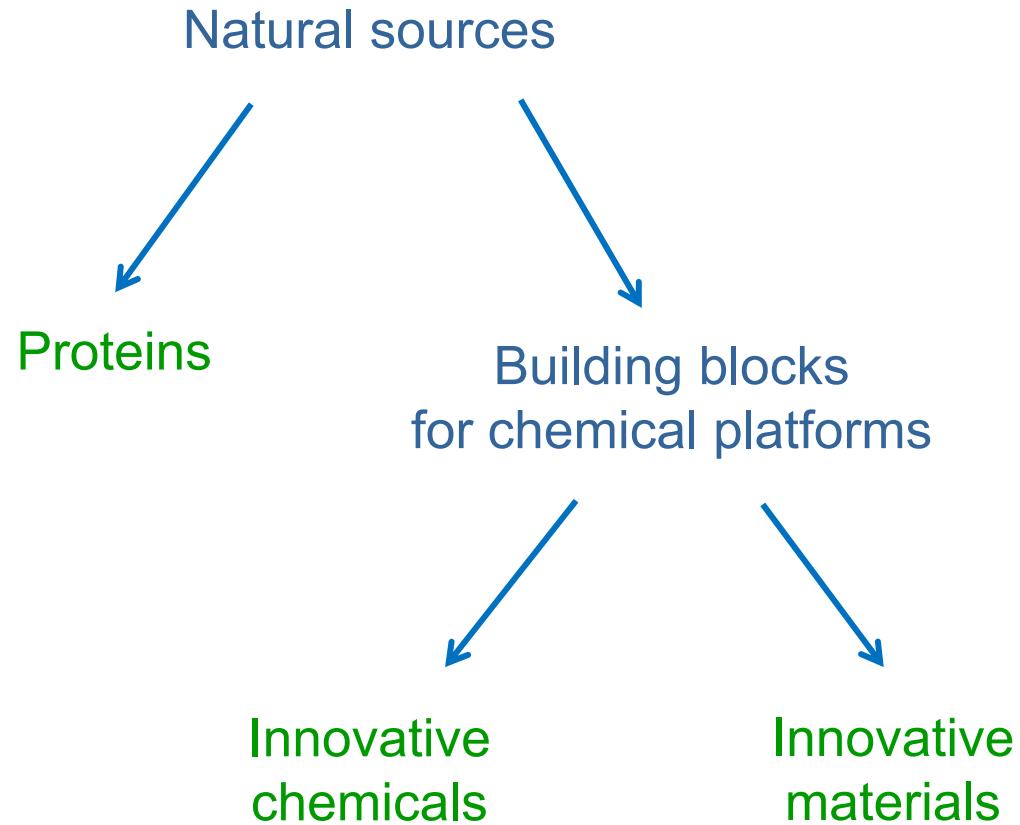 Natural sources
Proteins
Building blocks
for chemical platforms
Innovative
chemicals
Innovative
materials